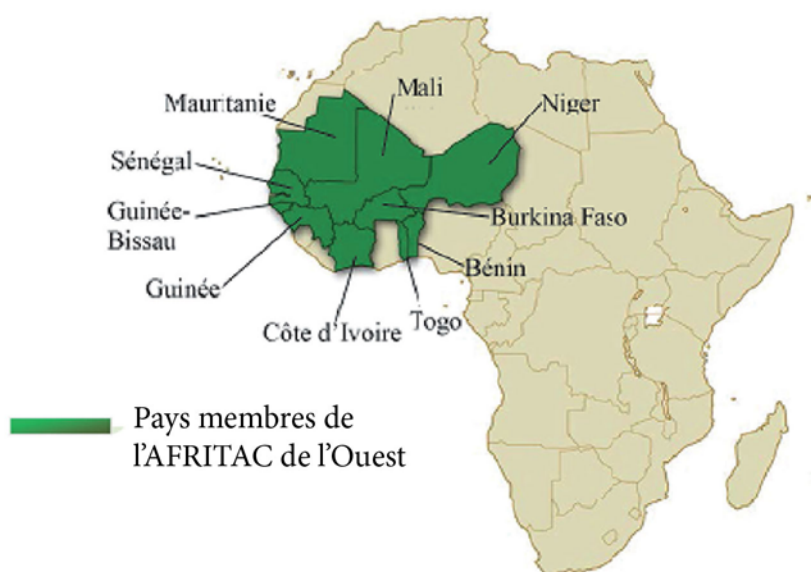 Mali
Mauritanie
Niger
Sénégal
Guinée-
Bissau
Burkina Faso
Bénin
Guinée
Togo
Côte d'Ivoire
Pays membres de
l'AFRITAC de l'Ouest